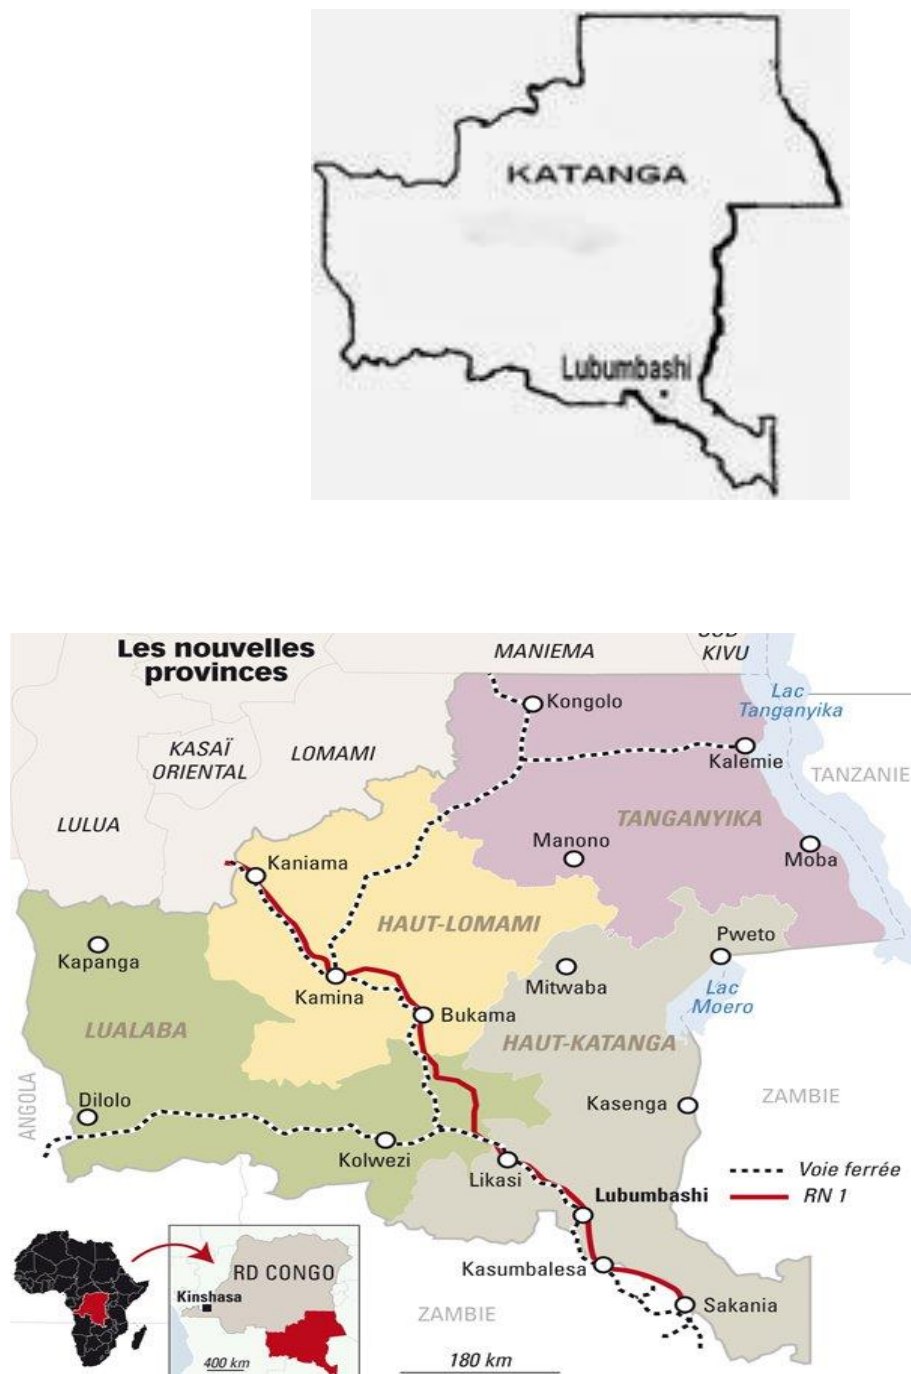 KATANGA
Lubumbashi
Les nouvelles
provinces
MANIEMA
KIVU
Lac
Tanganyika
Kongolo
KASAÏ
ORIENTAL
LOMAMI
Kalemie
TANZANIE
LULUA
TANGANYIKA
Manono
Moba
Kaniama
HAUT-LOMAMI
Pweto
Kapanga
Kamina
Mitwaba
Lac
Moero
Bukama
LUALABA
HAUT-KATANGA
ANGOLA
Dilolo
Kasenga
ZAMBIE
Kolwezi
Likasi
Voie ferrée
RN 1
Lubumbashi
Kasumbalesa
RD CONGO
Kinshasa
Sakania
ZAMBIE
400 km
180 km